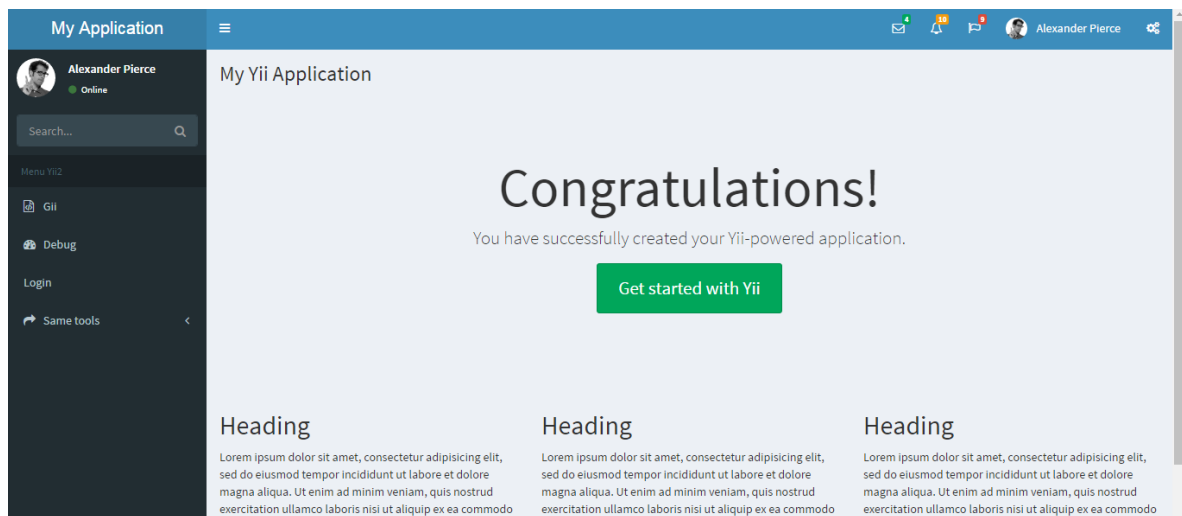 My Application
4
10
9
Alexander Pierce
Alexander Pierce
Online
Search...
Menu Yii2
Gii
Debug
Login
Same tools
My Yii Application
Congratulations!
You have successfully created your Yii-powered application.
Get started with Yii
Heading
Lorem ipsum dolor sit amet, consectetur adipisicing elit,
sed do eiusmod tempor incididunt ut labore et dolore
magna aliqua. Ut enim ad minim veniam, quis nostrud
exercitation ullamco laboris nisi ut aliquip ex ea commodo
Heading
Lorem ipsum dolor sit amet, consectetur adipisicing elit,
sed do eiusmod tempor incididunt ut labore et dolore
magna aliqua. Ut enim ad minim veniam, quis nostrud
exercitation ullamco laboris nisi ut aliquip ex ea commodo
Heading
Lorem ipsum dolor sit amet, consectetur adipisicing elit,
sed do eiusmod tempor incididunt ut labore et dolore
magna aliqua. Ut enim ad minim veniam, quis nostrud
exercitation ullamco laboris nisi ut aliquip ex ea commodo